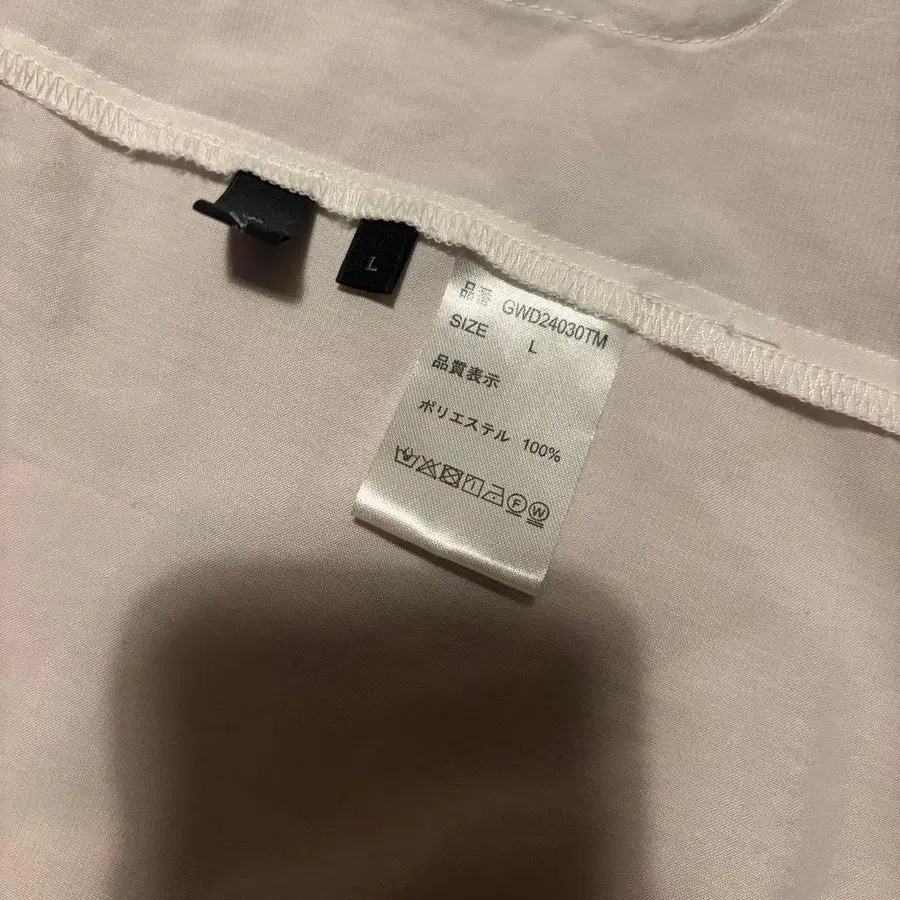 L
品番 GWD24030TM
SIZE L
品質表示
ポリエステル 100%
F W